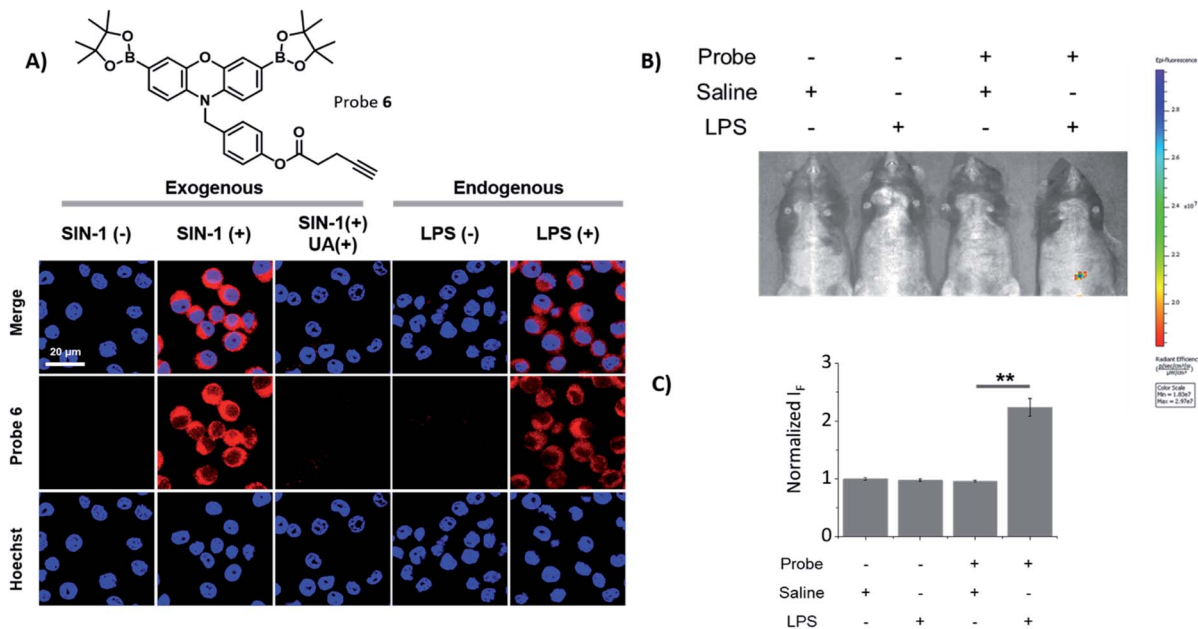 A)
O
O
B
O
B
O
O
N
Probe 6
O
O
Exogenous
Endogenous
SIN-1 (-)
SIN-1 (+)
SIN-1(+)
UA(+)
LPS (-)
LPS (+)
Merge
20 µm
Probe 6
Hoechst
B)
Probe - - + +
Saline + - + -
LPS - + - +
Epi-fluorescence
2.8
2.6
2.4
x10⁷
2.2
2.0
Radiant Efficiency
Color Scale
Min = 1.83e7
Max = 2.97e7
C)
Normalized IF
3
2
1
0
**
Probe - - + +
Saline + - + -
LPS - + - +